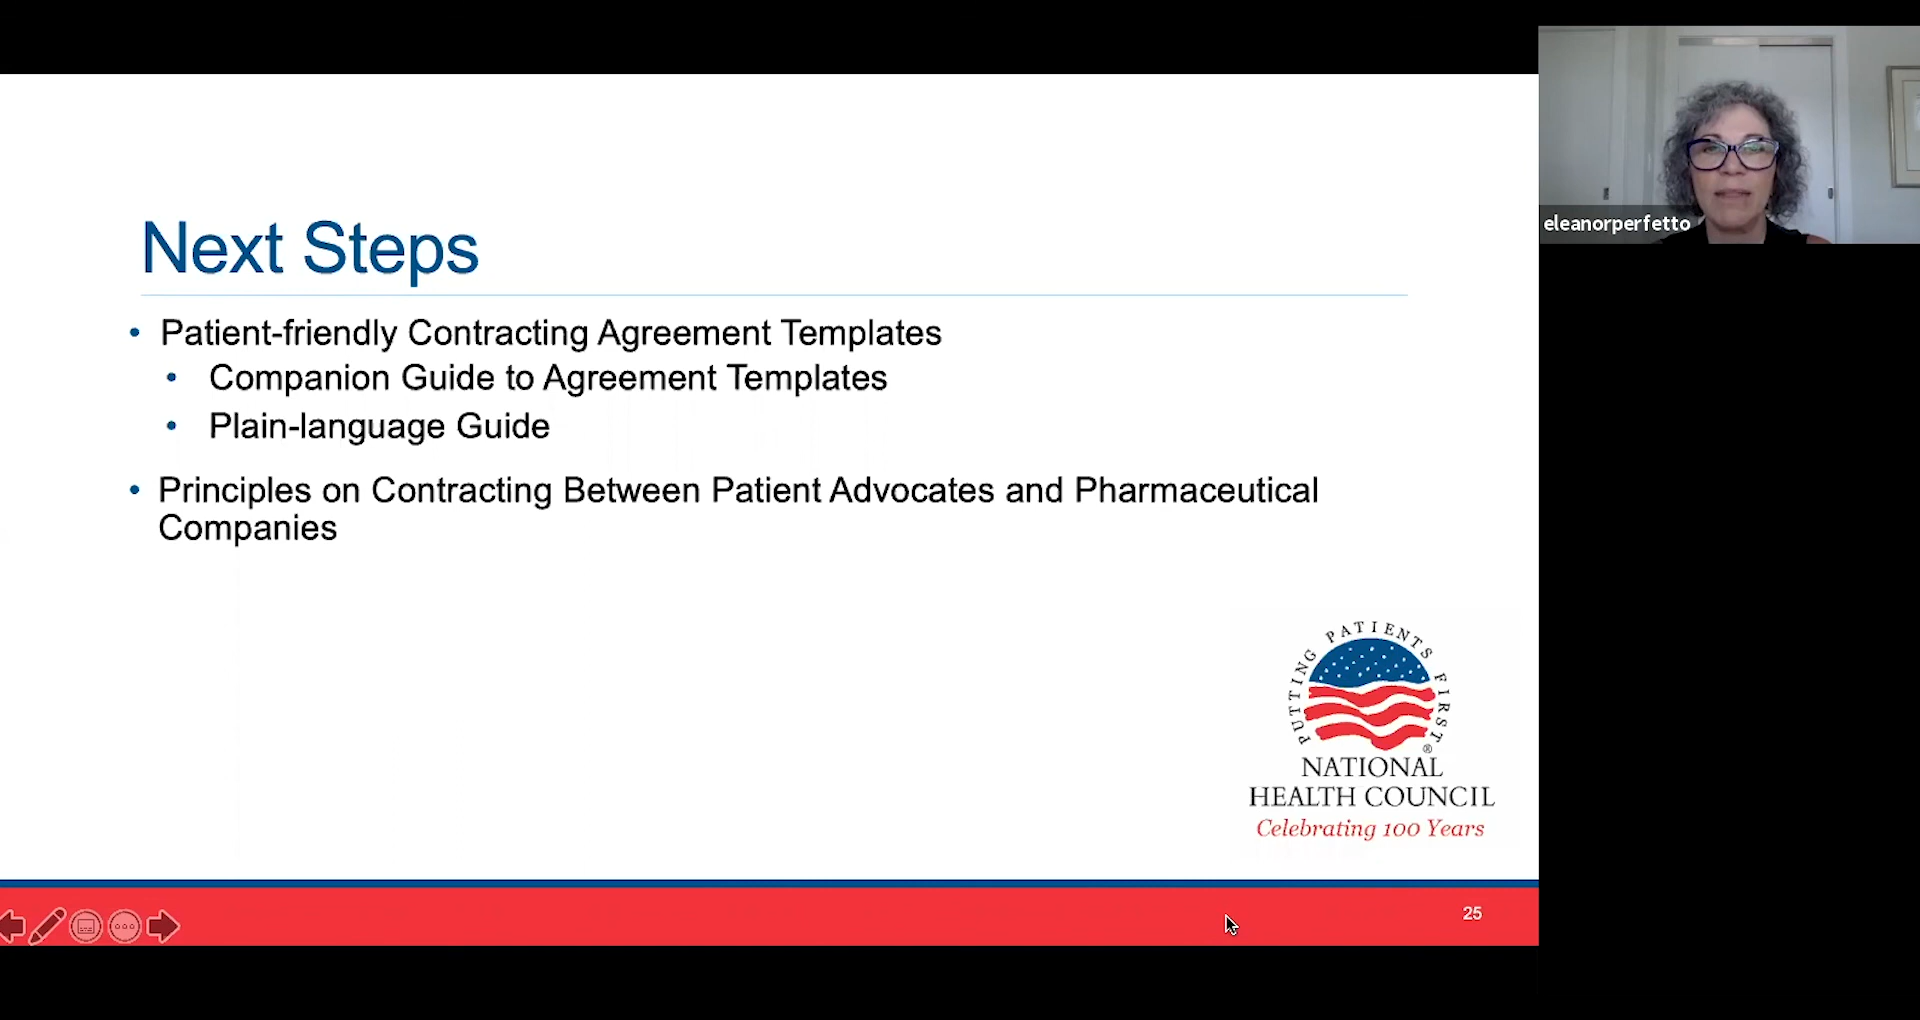 eleanorperfetto
Next Steps
• Patient-friendly Contracting Agreement Templates
• Companion Guide to Agreement Templates
• Plain-language Guide
• Principles on Contracting Between Patient Advocates and Pharmaceutical
Companies
PUTTING PATIENTS FIRST®
NATIONAL
HEALTH COUNCIL
Celebrating 100 Years
25